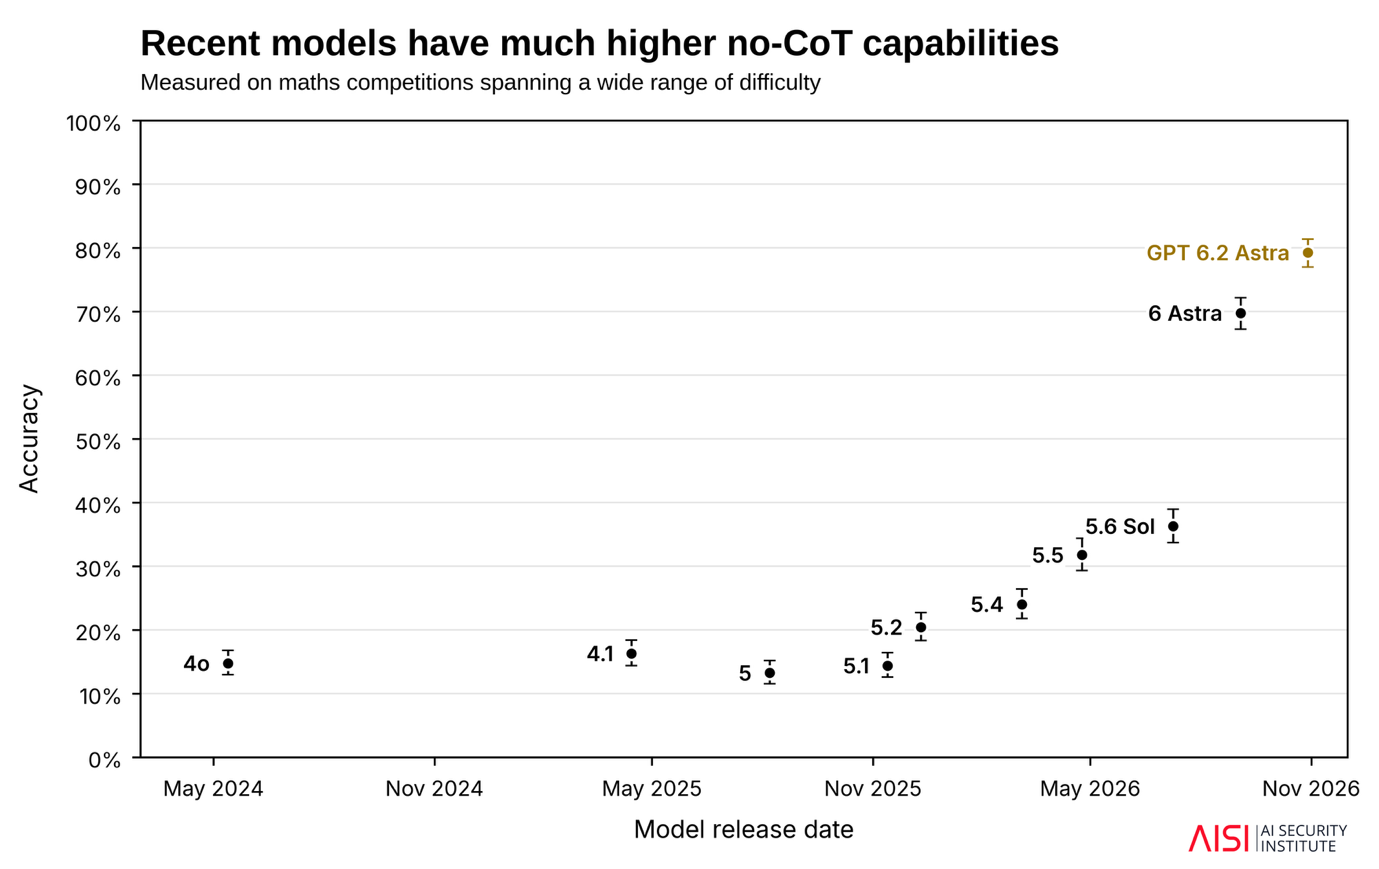 Recent models have much higher no-CoT capabilities
Measured on maths competitions spanning a wide range of difficulty
100%
90%
80%
70%
60%
50%
40%
30%
20%
10%
0%
Accuracy
GPT 6.2 Astra
6 Astra
5.6 Sol
5.5
5.4
5.2
4.1
4o
5
5.1
May 2024
Nov 2024
May 2025
Nov 2025
May 2026
Nov 2026
Model release date
AISI
AI SECURITY
INSTITUTE